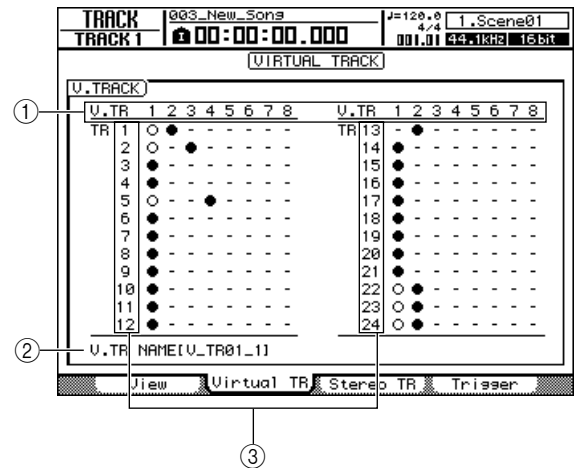 TRACK 003_New_Song J=120.0 1.Scene01
TRACK 1 00:00:00.000 4/4 001.01 44.1kHz 16bit
VIRTUAL TRACK
V.TRACK
① V.TR 1 2 3 4 5 6 7 8 V.TR 1 2 3 4 5 6 7 8
TR 1 ○ ● - - - - - - TR 13 - ● - - - - - -
2 ○ - ● - - - - - 14 ● - - - - - - -
3 ● - - - - - - - 15 ● - - - - - - -
4 ● - - - - - - - 16 ● - - - - - - -
5 ○ - - ● - - - - 17 ● - - - - - - -
6 ● - - - - - - - 18 ● - - - - - - -
7 ● - - - - - - - 19 ● - - - - - - -
8 ● - - - - - - - 20 ● - - - - - - -
9 ● - - - - - - - 21 ● - - - - - - -
10 ● - - - - - - - 22 ○ ● - - - - - -
11 ● - - - - - - - 23 ○ ● - - - - - -
12 ● - - - - - - - 24 ○ ● - - - - - -
② V.TR NAME[V_TR01_1]
View Virtual TR Stereo TR Trigger
③